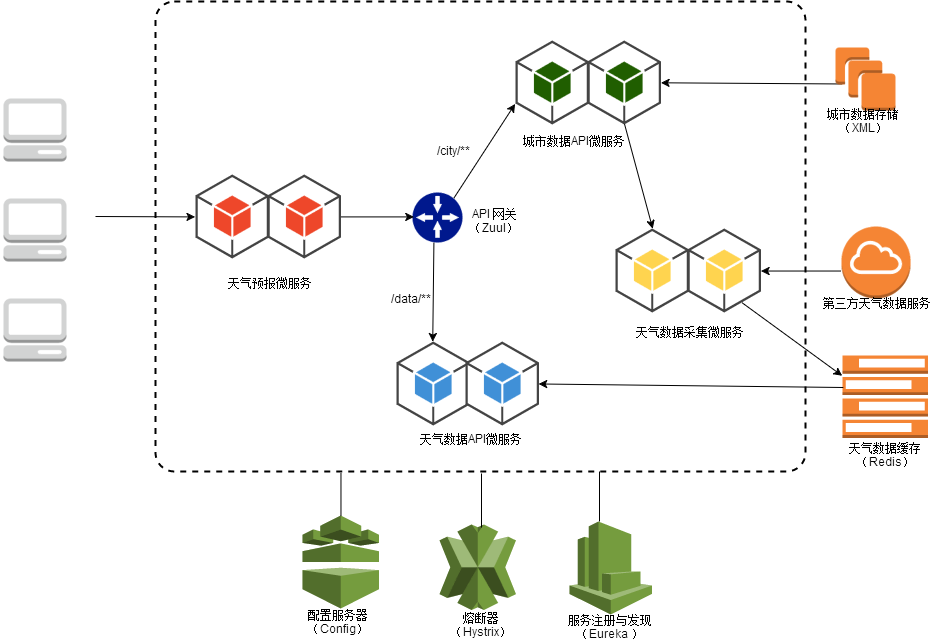 城市数据存储
（XML）
城市数据API微服务
/city/**
API 网关
（Zuul）
天气预报微服务
/data/**
第三方天气数据服务
天气数据采集微服务
天气数据API微服务
天气数据缓存
（Redis）
配置服务器
（Config）
熔断器
（Hystrix）
服务注册与发现
（Eureka ）